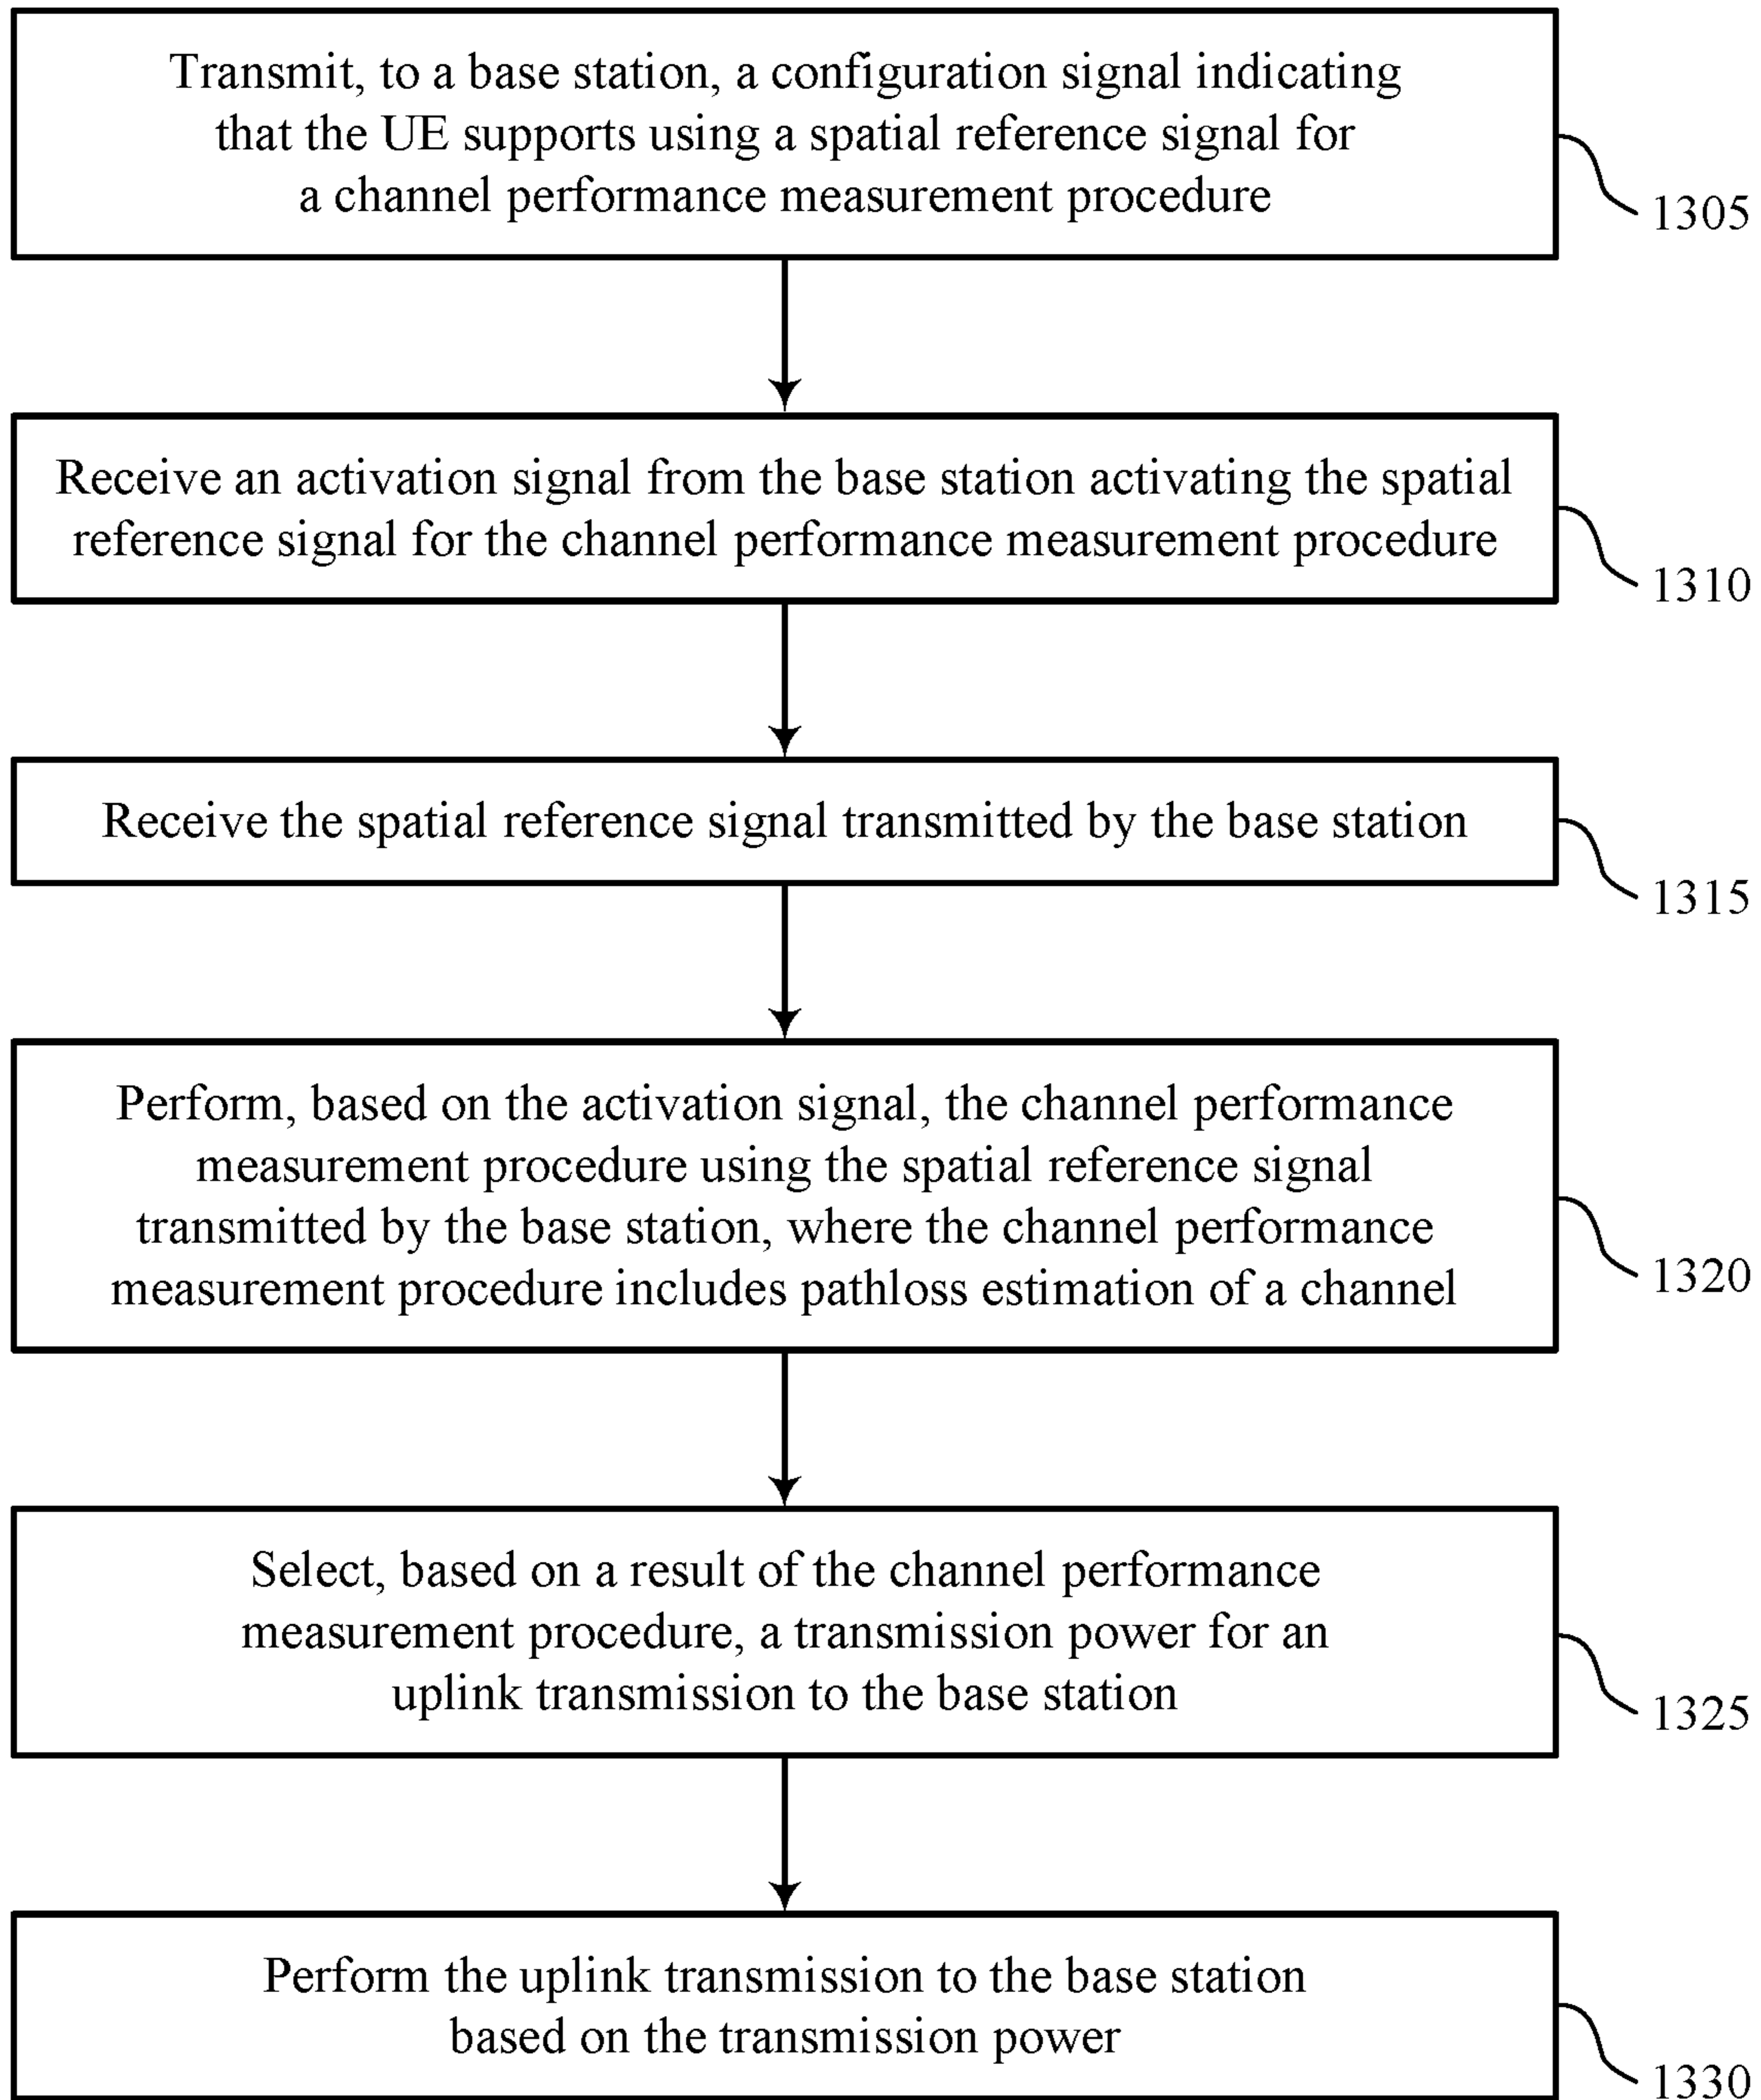 Transmit, to a base station, a configuration signal indicating
that the UE supports using a spatial reference signal for
a channel performance measurement procedure
1305
Receive an activation signal from the base station activating the spatial
reference signal for the channel performance measurement procedure
1310
Receive the spatial reference signal transmitted by the base station
1315
Perform, based on the activation signal, the channel performance
measurement procedure using the spatial reference signal
transmitted by the base station, where the channel performance
measurement procedure includes pathloss estimation of a channel
1320
Select, based on a result of the channel performance
measurement procedure, a transmission power for an
uplink transmission to the base station
1325
Perform the uplink transmission to the base station
based on the transmission power
1330